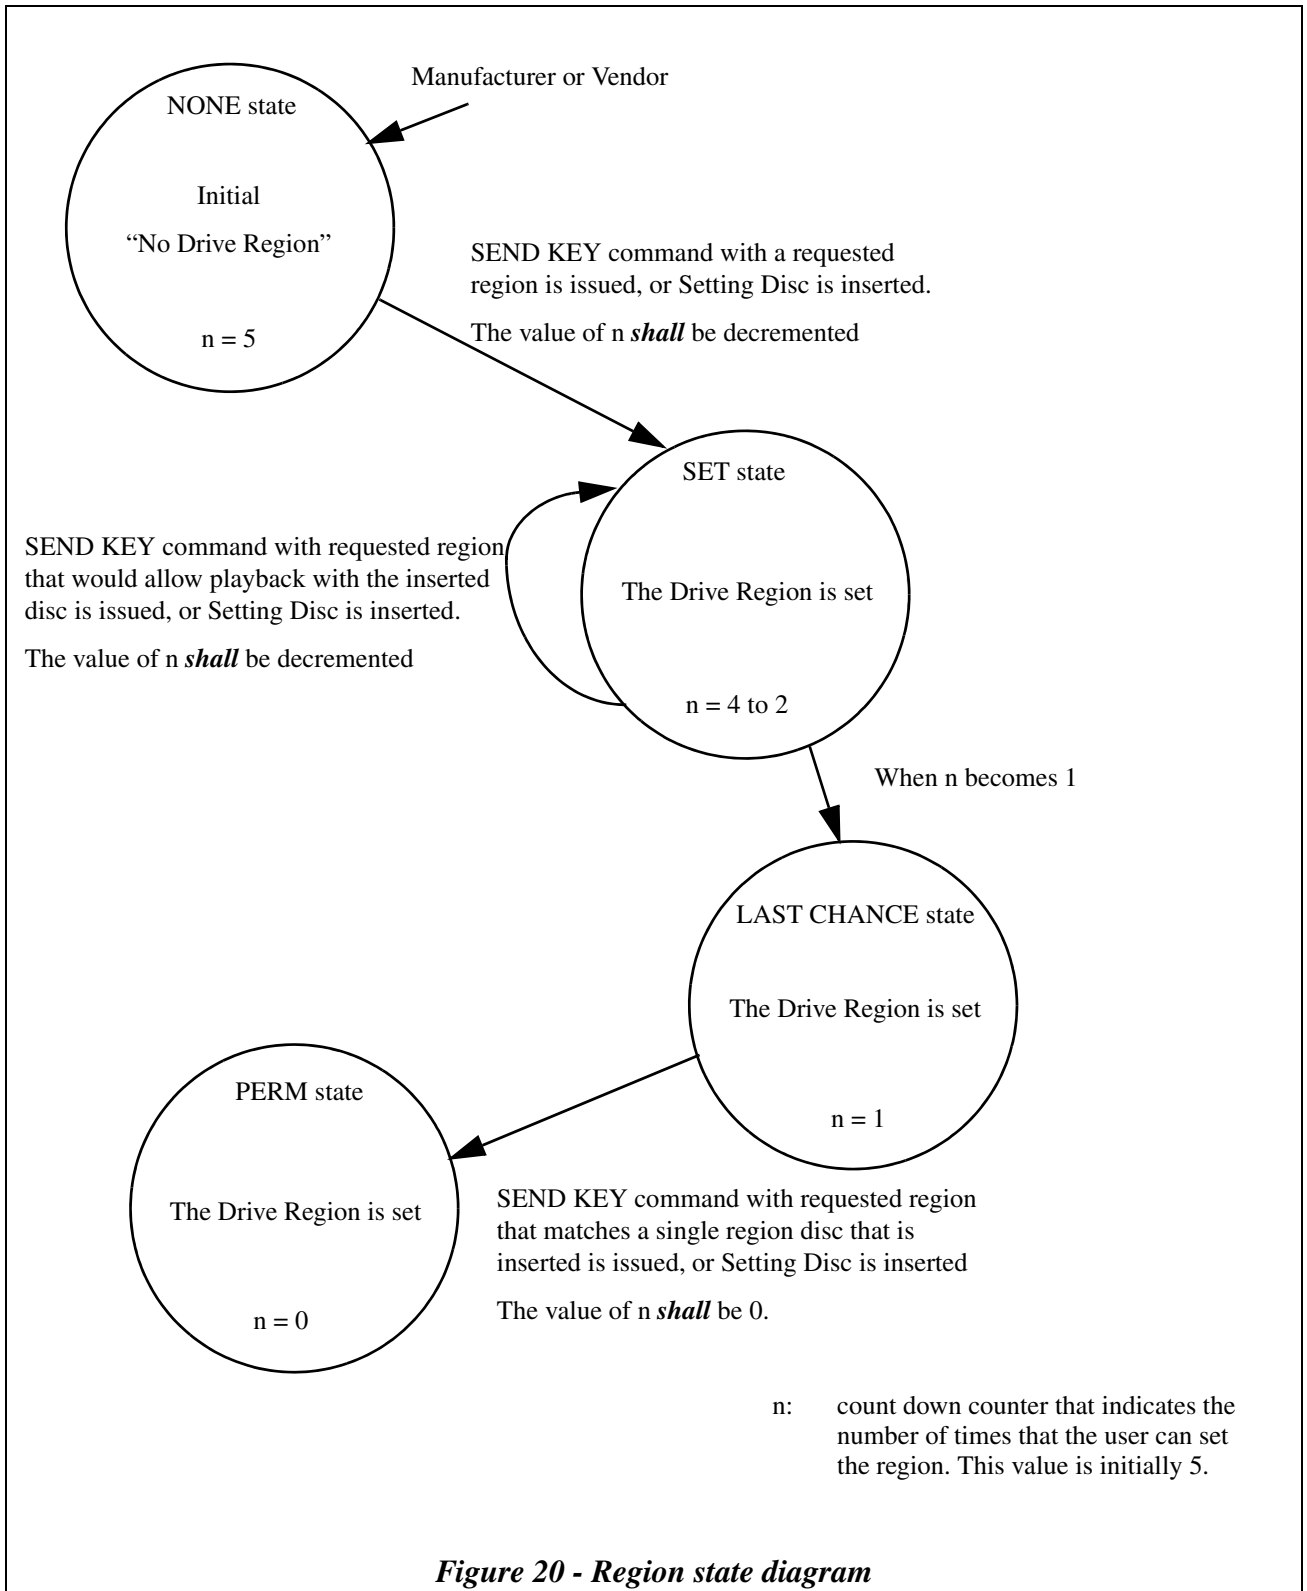 Manufacturer or Vendor
NONE state
Initial
“No Drive Region”
n = 5
SEND KEY command with a requested
region is issued, or Setting Disc is inserted.
The value of n shall be decremented
SET state
The Drive Region is set
n = 4 to 2
SEND KEY command with requested region
that would allow playback with the inserted
disc is issued, or Setting Disc is inserted.
The value of n shall be decremented
When n becomes 1
LAST CHANCE state
The Drive Region is set
n = 1
PERM state
The Drive Region is set
n = 0
SEND KEY command with requested region
that matches a single region disc that is
inserted is issued, or Setting Disc is inserted
The value of n shall be 0.
n: count down counter that indicates the
number of times that the user can set
the region. This value is initially 5.
Figure 20 - Region state diagram